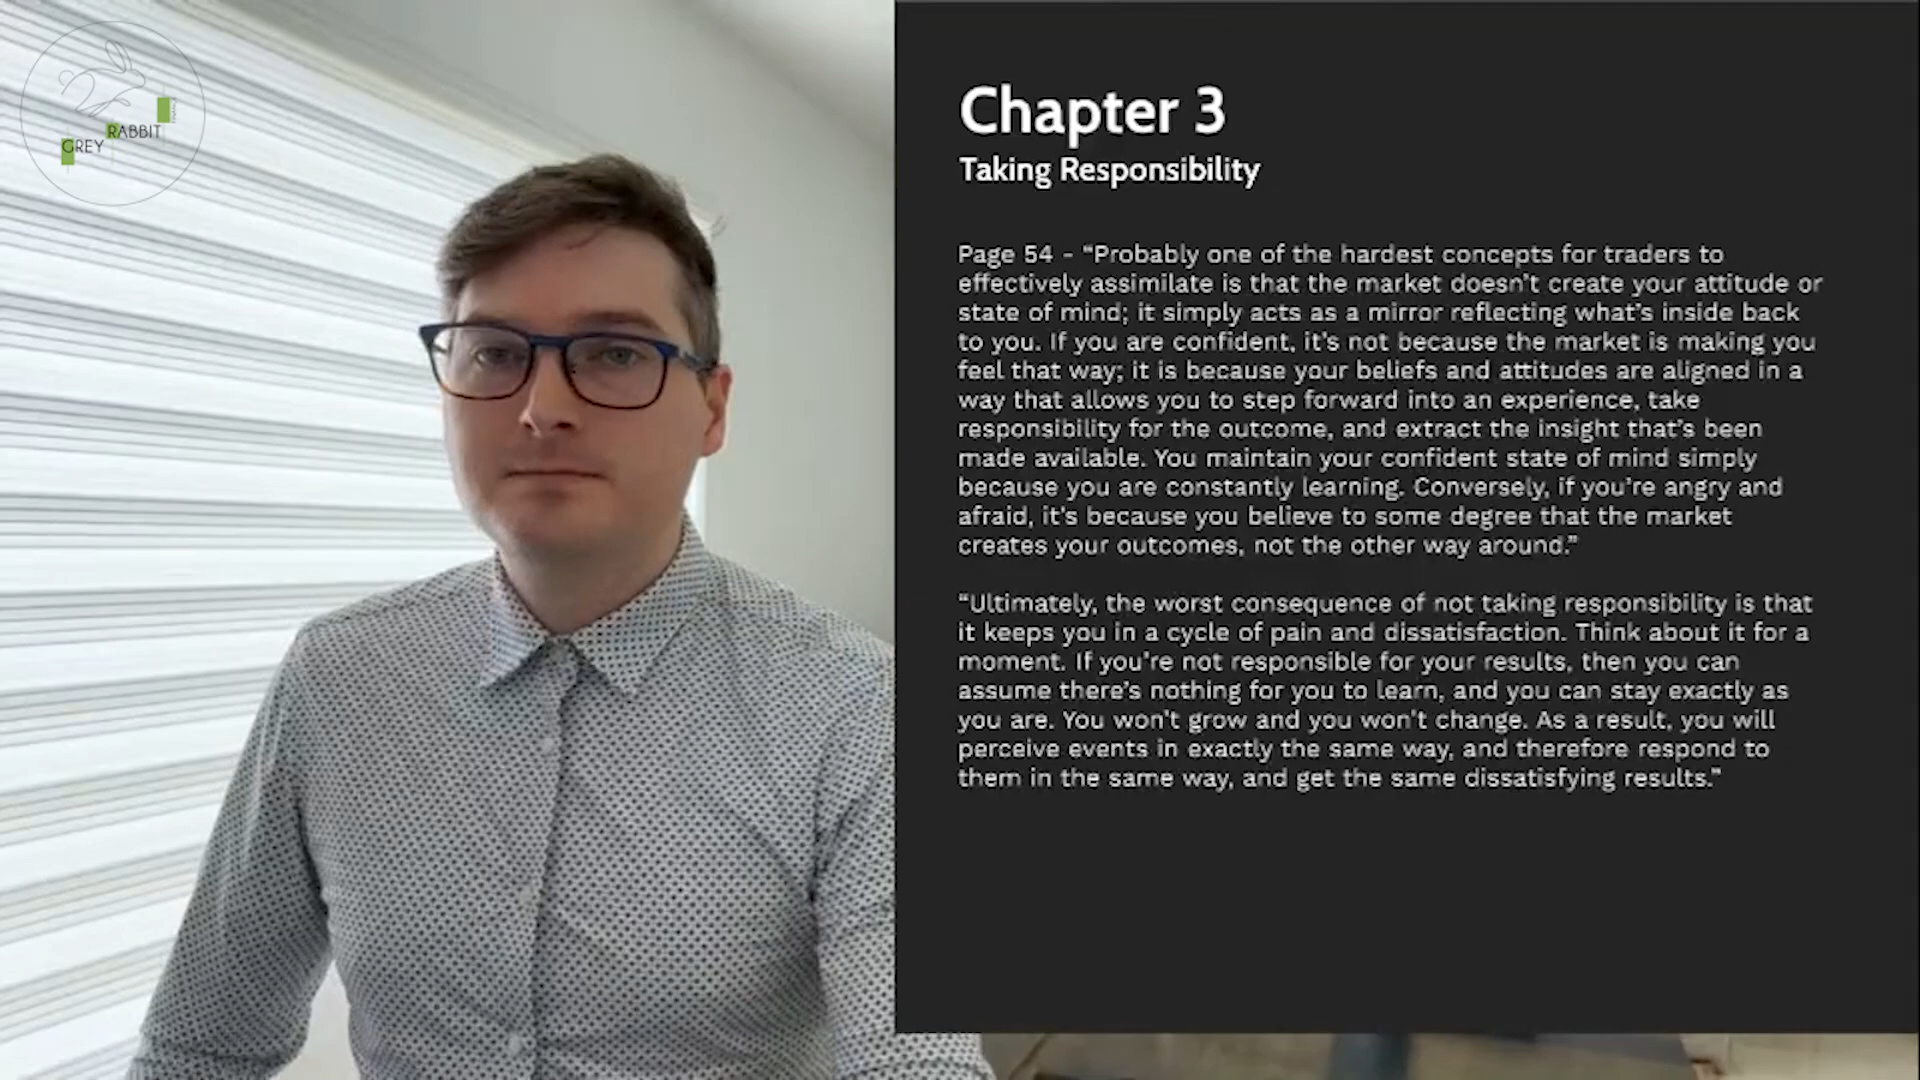 GREY RABBIT
Chapter 3
Taking Responsibility
Page 54 - “Probably one of the hardest concepts for traders to
effectively assimilate is that the market doesn’t create your attitude or
state of mind; it simply acts as a mirror reflecting what’s inside back
to you. If you are confident, it’s not because the market is making you
feel that way; it is because your beliefs and attitudes are aligned in a
way that allows you to step forward into an experience, take
responsibility for the outcome, and extract the insight that’s been
made available. You maintain your confident state of mind simply
because you are constantly learning. Conversely, if you’re angry and
afraid, it’s because you believe to some degree that the market
creates your outcomes, not the other way around.”
“Ultimately, the worst consequence of not taking responsibility is that
it keeps you in a cycle of pain and dissatisfaction. Think about it for a
moment. If you’re not responsible for your results, then you can
assume there’s nothing for you to learn, and you can stay exactly as
you are. You won’t grow and you won’t change. As a result, you will
perceive events in exactly the same way, and therefore respond to
them in the same way, and get the same dissatisfying results.”